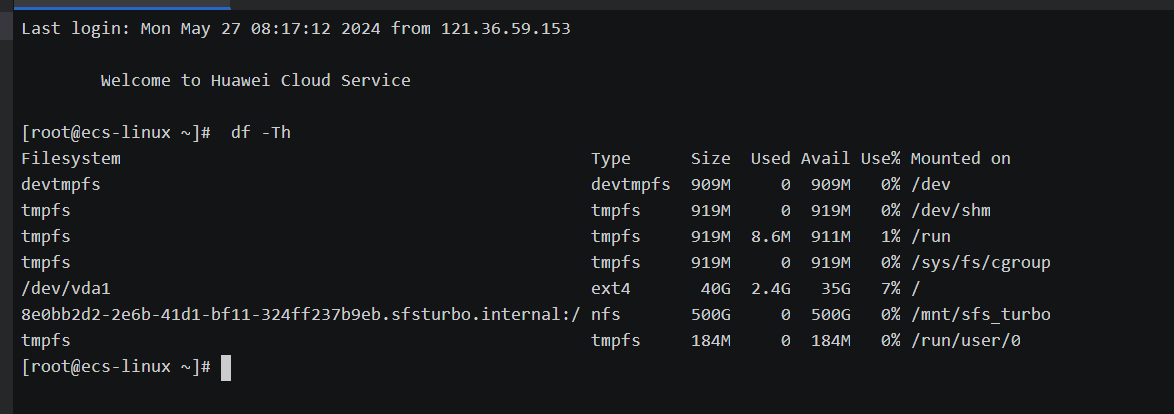 Last login: Mon May 27 08:17:12 2024 from 121.36.59.153
Welcome to Huawei Cloud Service
[root@ecs-linux ~]#  df -Th
Filesystem                                               Type      Size  Used Avail Use% Mounted on
devtmpfs                                                 devtmpfs  909M     0  909M   0% /dev
tmpfs                                                    tmpfs     919M     0  919M   0% /dev/shm
tmpfs                                                    tmpfs     919M  8.6M  911M   1% /run
tmpfs                                                    tmpfs     919M     0  919M   0% /sys/fs/cgroup
/dev/vda1                                                ext4       40G  2.4G   35G   7% /
8e0bb2d2-2e6b-41d1-bf11-324ff237b9eb.sfsturbo.internal:/ nfs       500G     0  500G   0% /mnt/sfs_turbo
tmpfs                                                    tmpfs     184M     0  184M   0% /run/user/0
[root@ecs-linux ~]#